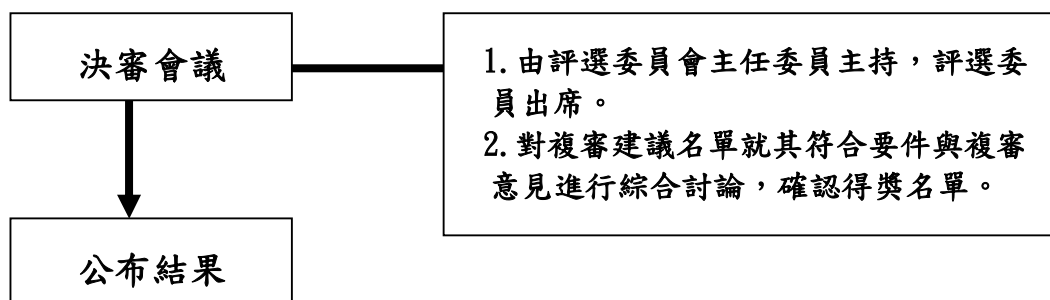 決審會議
1.由評選委員會主任委員主持，評選委
員出席。
2.對複審建議名單就其符合要件與複審
意見進行綜合討論，確認得獎名單。
公布結果